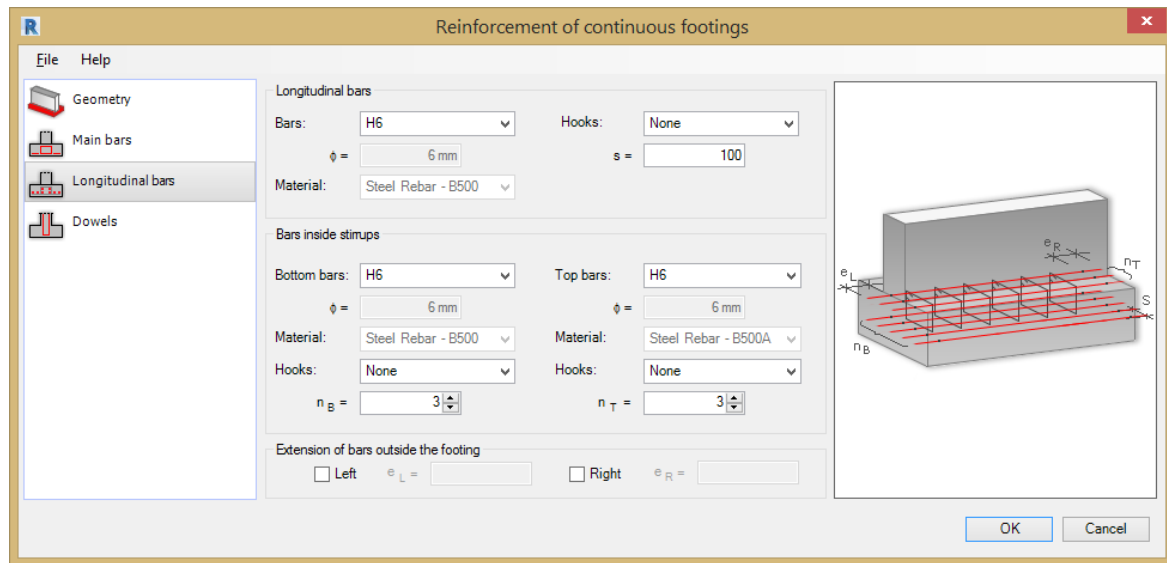 R Reinforcement of continuous footings x
File Help
Geometry
Main bars
Longitudinal bars
Dowels
Longitudinal bars
Bars: H6 Hooks: None
ϕ = 6 mm s = 100
Material: Steel Rebar - B500
Bars inside stirrups
Bottom bars: H6 Top bars: H6
ϕ = 6 mm ϕ = 6 mm
Material: Steel Rebar - B500 Material: Steel Rebar - B500A
Hooks: None Hooks: None
n B = 3 n T = 3
Extension of bars outside the footing
Left e L = Right e R =
e R
n T
e L
S
n B
OK Cancel